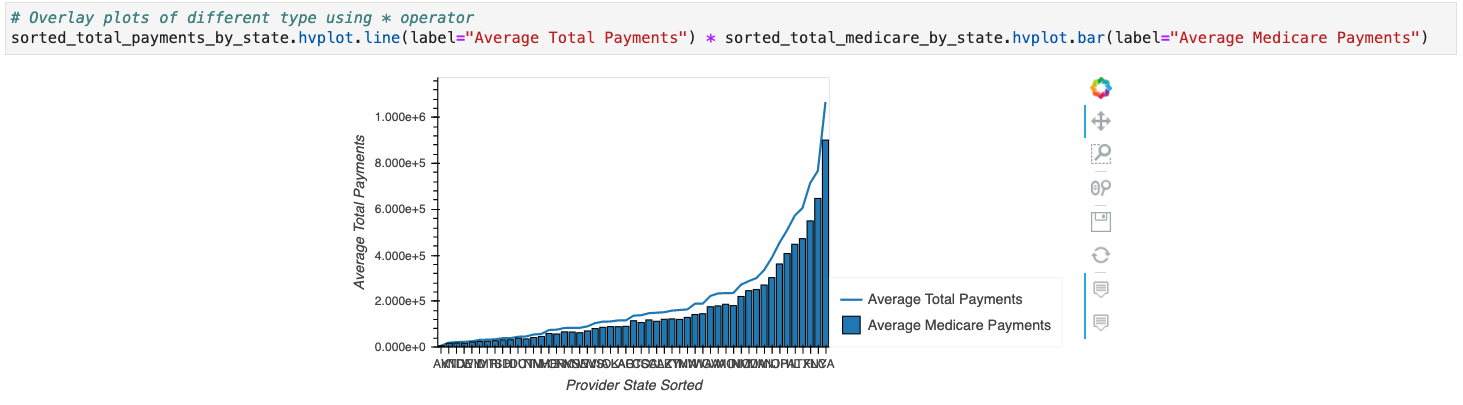 # Overlay plots of different type using * operator
sorted_total_payments_by_state.hvplot.line(label="Average Total Payments") * sorted_total_medicare_by_state.hvplot.bar(label="Average Medicare Payments")
1.000e+6
8.000e+5
6.000e+5
4.000e+5
2.000e+5
0.000e+0
Average Total Payments
Average Total Payments
Average Medicare Payments
Provider State Sorted